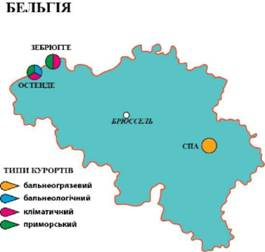 БЕЛЬГІЯ
ЗЕБРЮГГЕ
ОСТЕНДЕ
БРЮССЕЛЬ
СПА
ТИПИ КУРОРТІВ
бальнеогрязевий
бальнеологічний
кліматичний
приморський